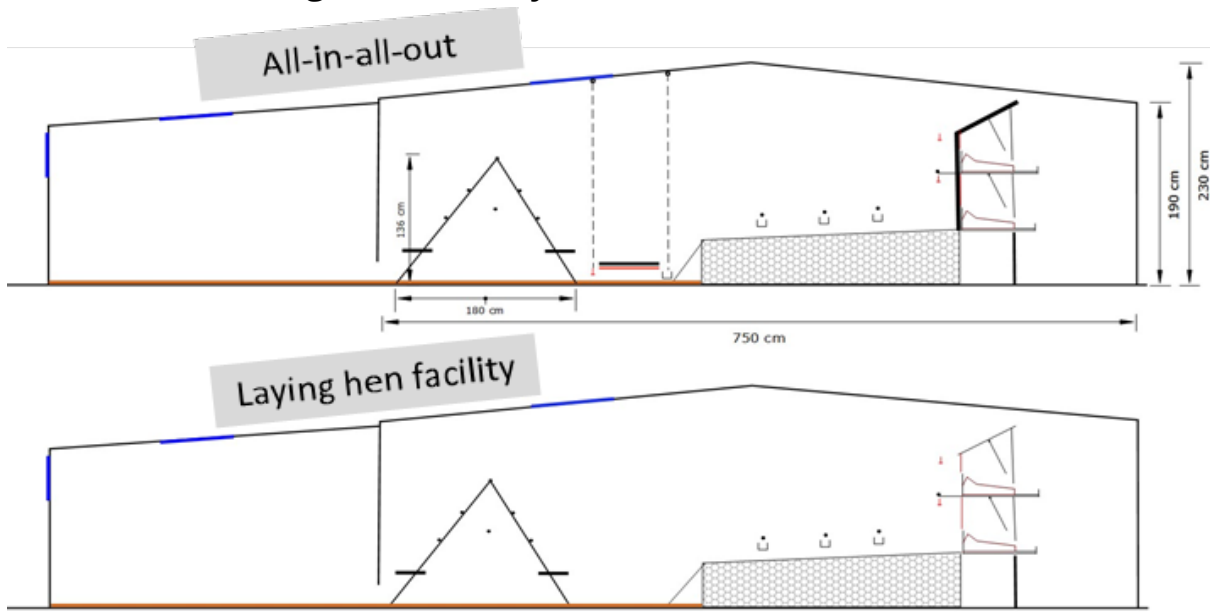 All-in-all-out
136 cm
180 cm
750 cm
190 cm
230 cm
Laying hen facility